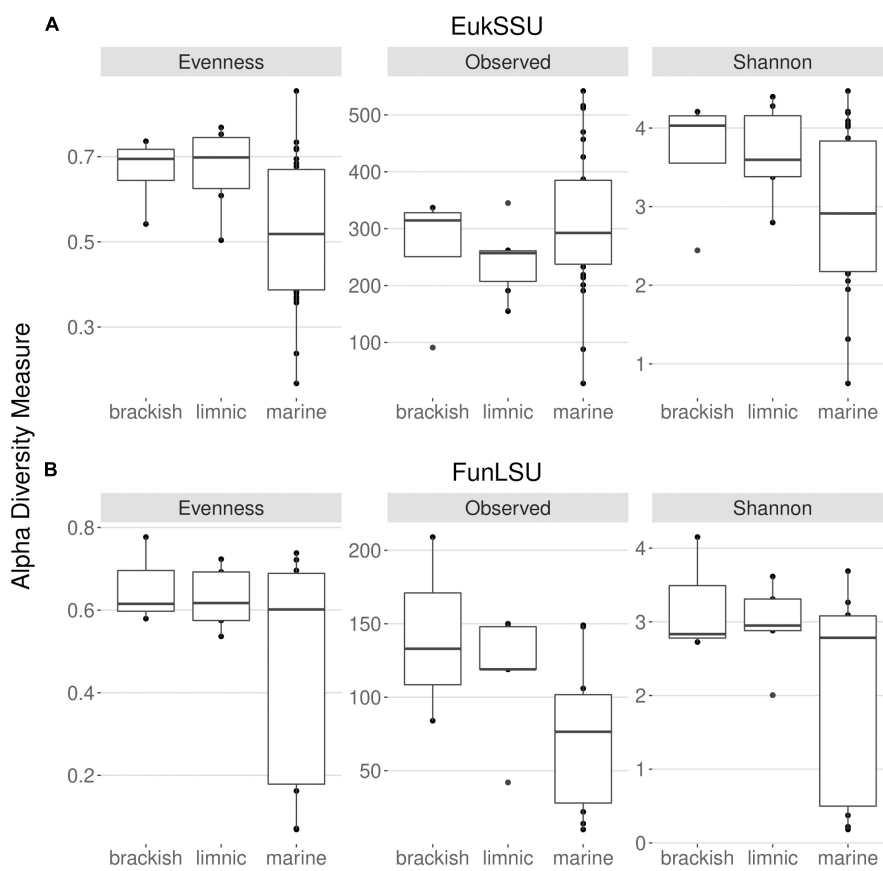 A
EukSSU
Evenness
Observed
Shannon
0.7
0.5
0.3
500
400
300
200
100
4
3
2
1
brackish limnic marine
brackish limnic marine
brackish limnic marine
Alpha Diversity Measure
B
FunLSU
Evenness
Observed
Shannon
0.8
0.6
0.4
0.2
200
150
100
50
4
3
2
1
0
brackish limnic marine
brackish limnic marine
brackish limnic marine